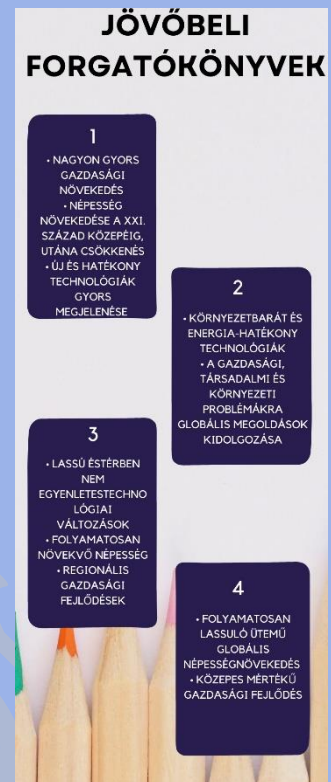 JÖVŐBELI
FORGATÓKÖNYVEK
1
• NAGYON GYORS
GAZDASÁGI
NÖVEKEDÉS
• NÉPESSÉG
NÖVEKEDÉSE A XXI.
SZÁZAD KÖZEPÉIG,
UTÁNA CSÖKKENÉS
• ÚJ ÉS HATÉKONY
TECHNOLÓGIÁK
GYORS
MEGJELENÉSE
2
• KÖRNYEZETBARÁT ÉS
ENERGIA-HATÉKONY
TECHNOLÓGIÁK
• A GAZDASÁGI,
TÁRSADALMI ÉS
KÖRNYEZETI
PROBLÉMÁKRA
GLOBÁLIS MEGOLDÁSOK
KIDOLGOZÁSA
3
• LASSÚ ÉSTÉRBEN
NEM
EGYENLETESTECHNO
LÓGIAI
VÁLTOZÁSOK
• FOLYAMATOSAN
NÖVEKVŐ NÉPESSÉG
• REGIONÁLIS
GAZDASÁGI
FEJLŐDÉSEK
4
• FOLYAMATOSAN
LASSULÓ ÜTEMŰ
GLOBÁLIS
NÉPESSÉGNÖVEKEDÉS
• KÖZEPES MÉRTÉKŰ
GAZDASÁGI FEJLŐDÉS